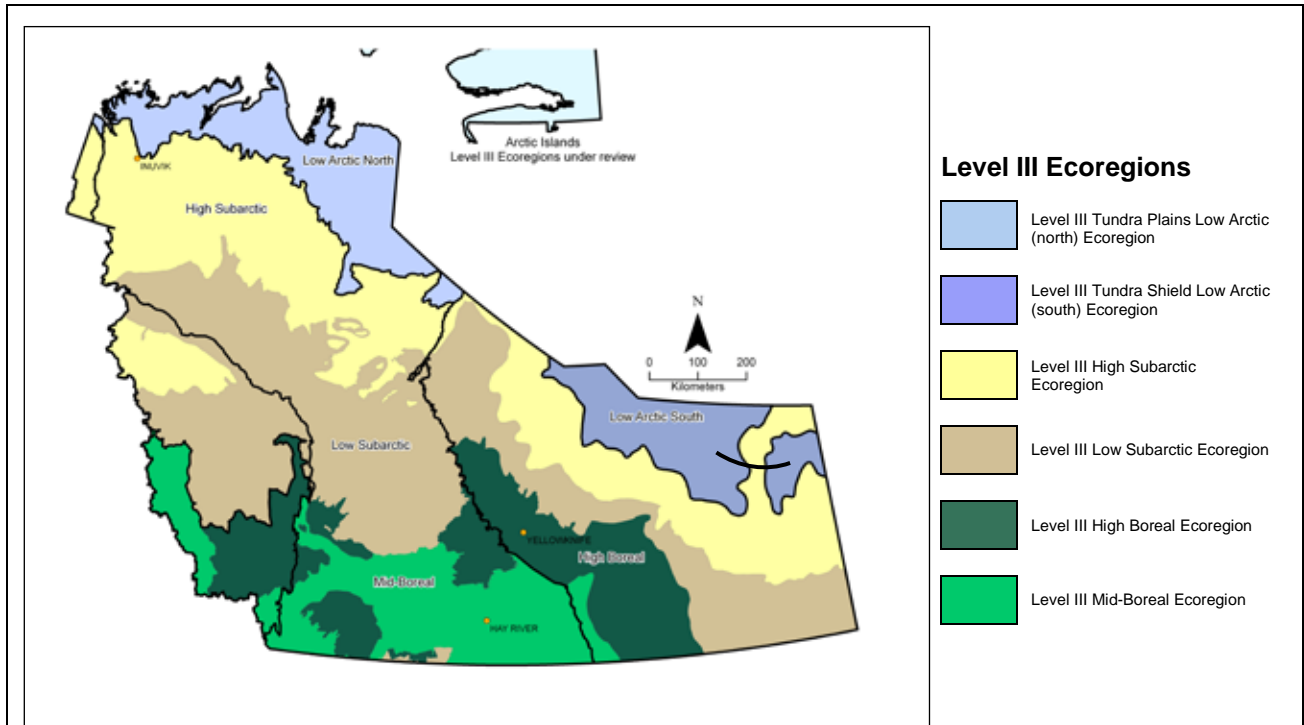 Arctic Islands
Level III Ecoregions under review
Low Arctic North
INUVIK
High Subarctic
N
0 100 200
Kilometers
Low Arctic South
Low Subarctic
YELLOWKNIFE
High Boreal
Mid-Boreal
HAY RIVER
Level III Ecoregions
Level III Tundra Plains Low Arctic
(north) Ecoregion
Level III Tundra Shield Low Arctic
(south) Ecoregion
Level III High Subarctic
Ecoregion
Level III Low Subarctic Ecoregion
Level III High Boreal Ecoregion
Level III Mid-Boreal Ecoregion